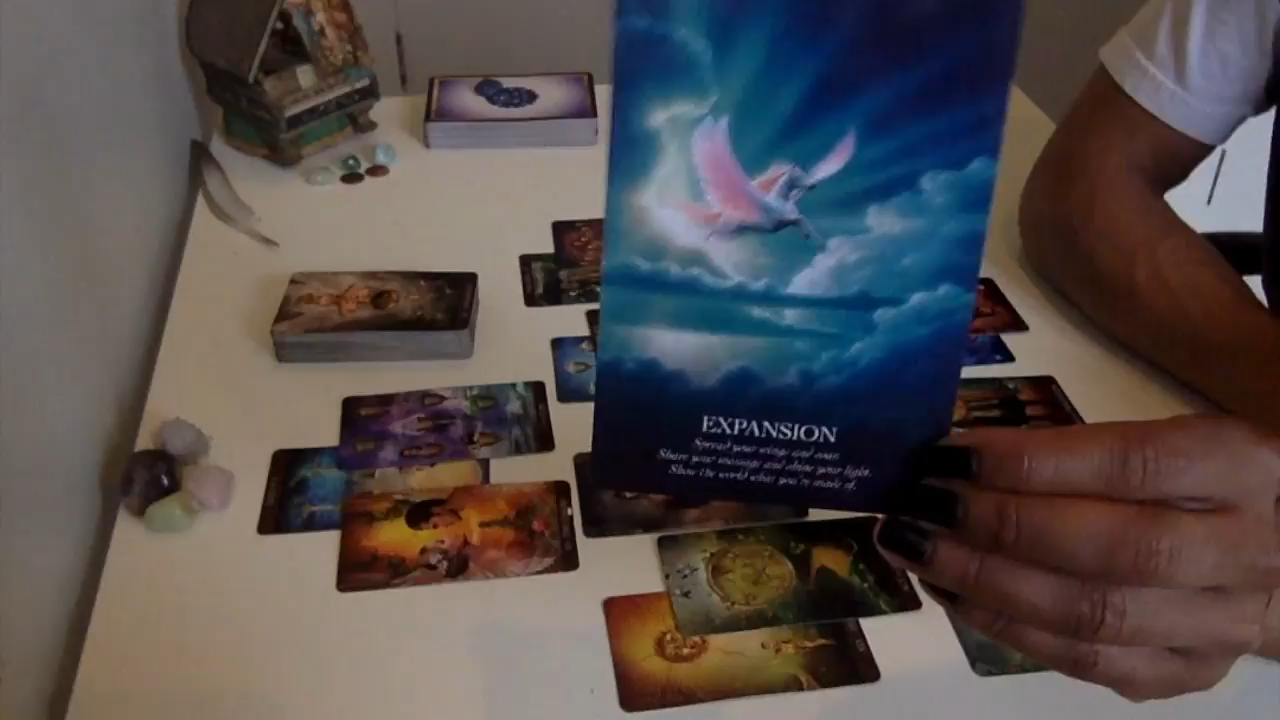 EXPANSION
Spread your wings and soar.
Share your message and shine your light.
Show the world what you're made of.